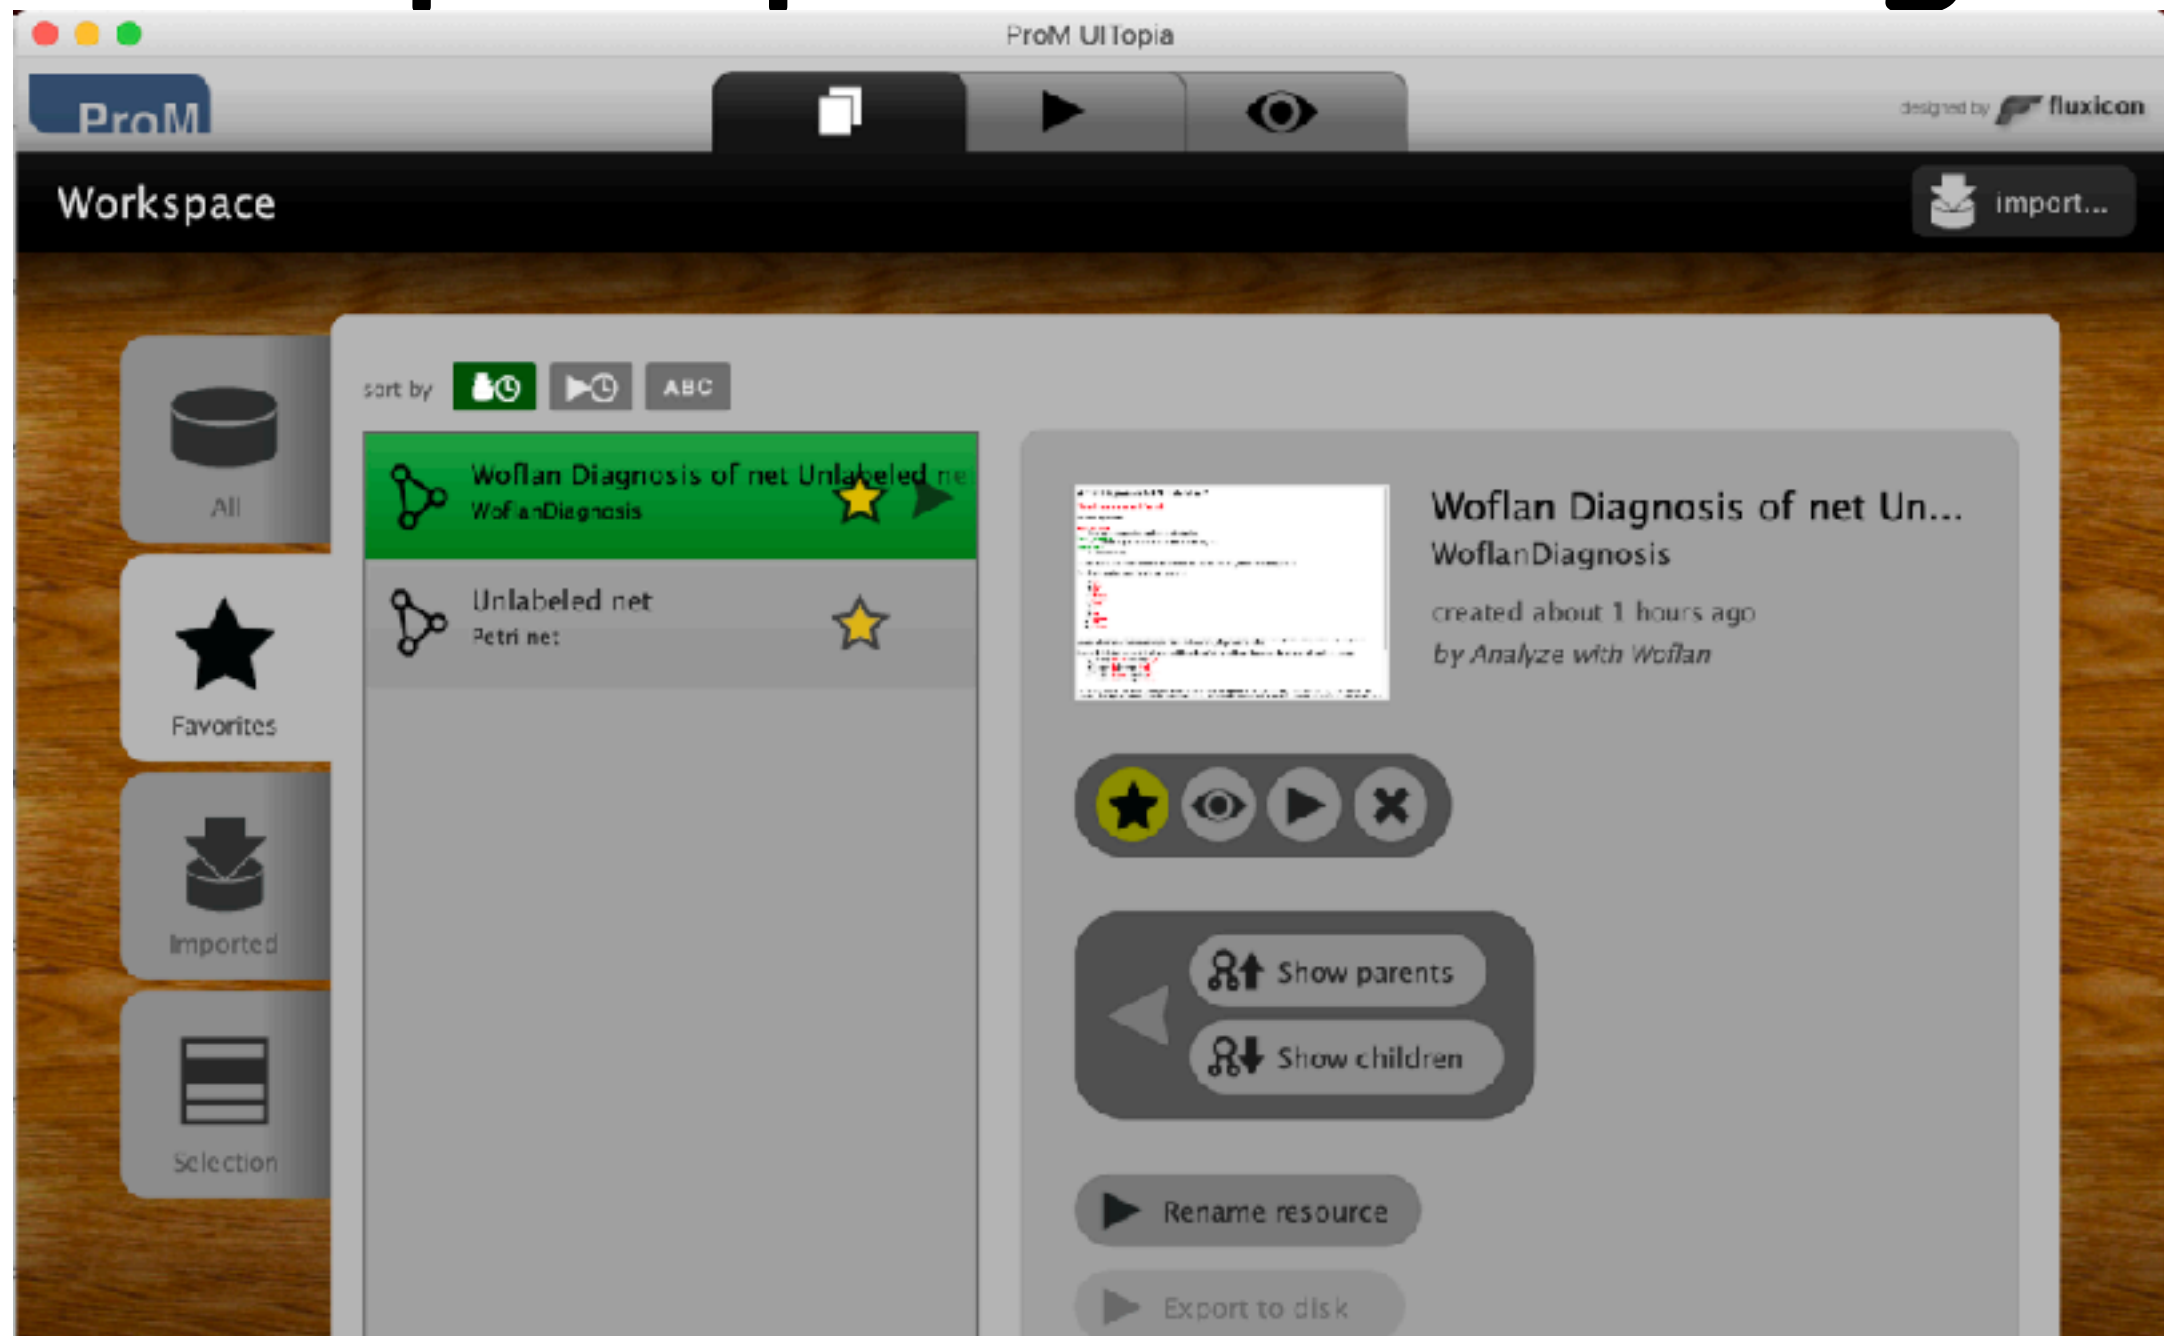 ProM UITopia
ProM
designed by fluxicon
Workspace
import...
All
Favorites
Imported
Selection
sort by
ABC
Woflan Diagnosis of net Unlabeled ne
WoflanDiagnosis
Unlabeled net
Petri net
Woflan Diagnosis of net Un...
WoflanDiagnosis
created about 1 hours ago
by Analyze with Woflan
Show parents
Show children
Rename resource
Export to disk